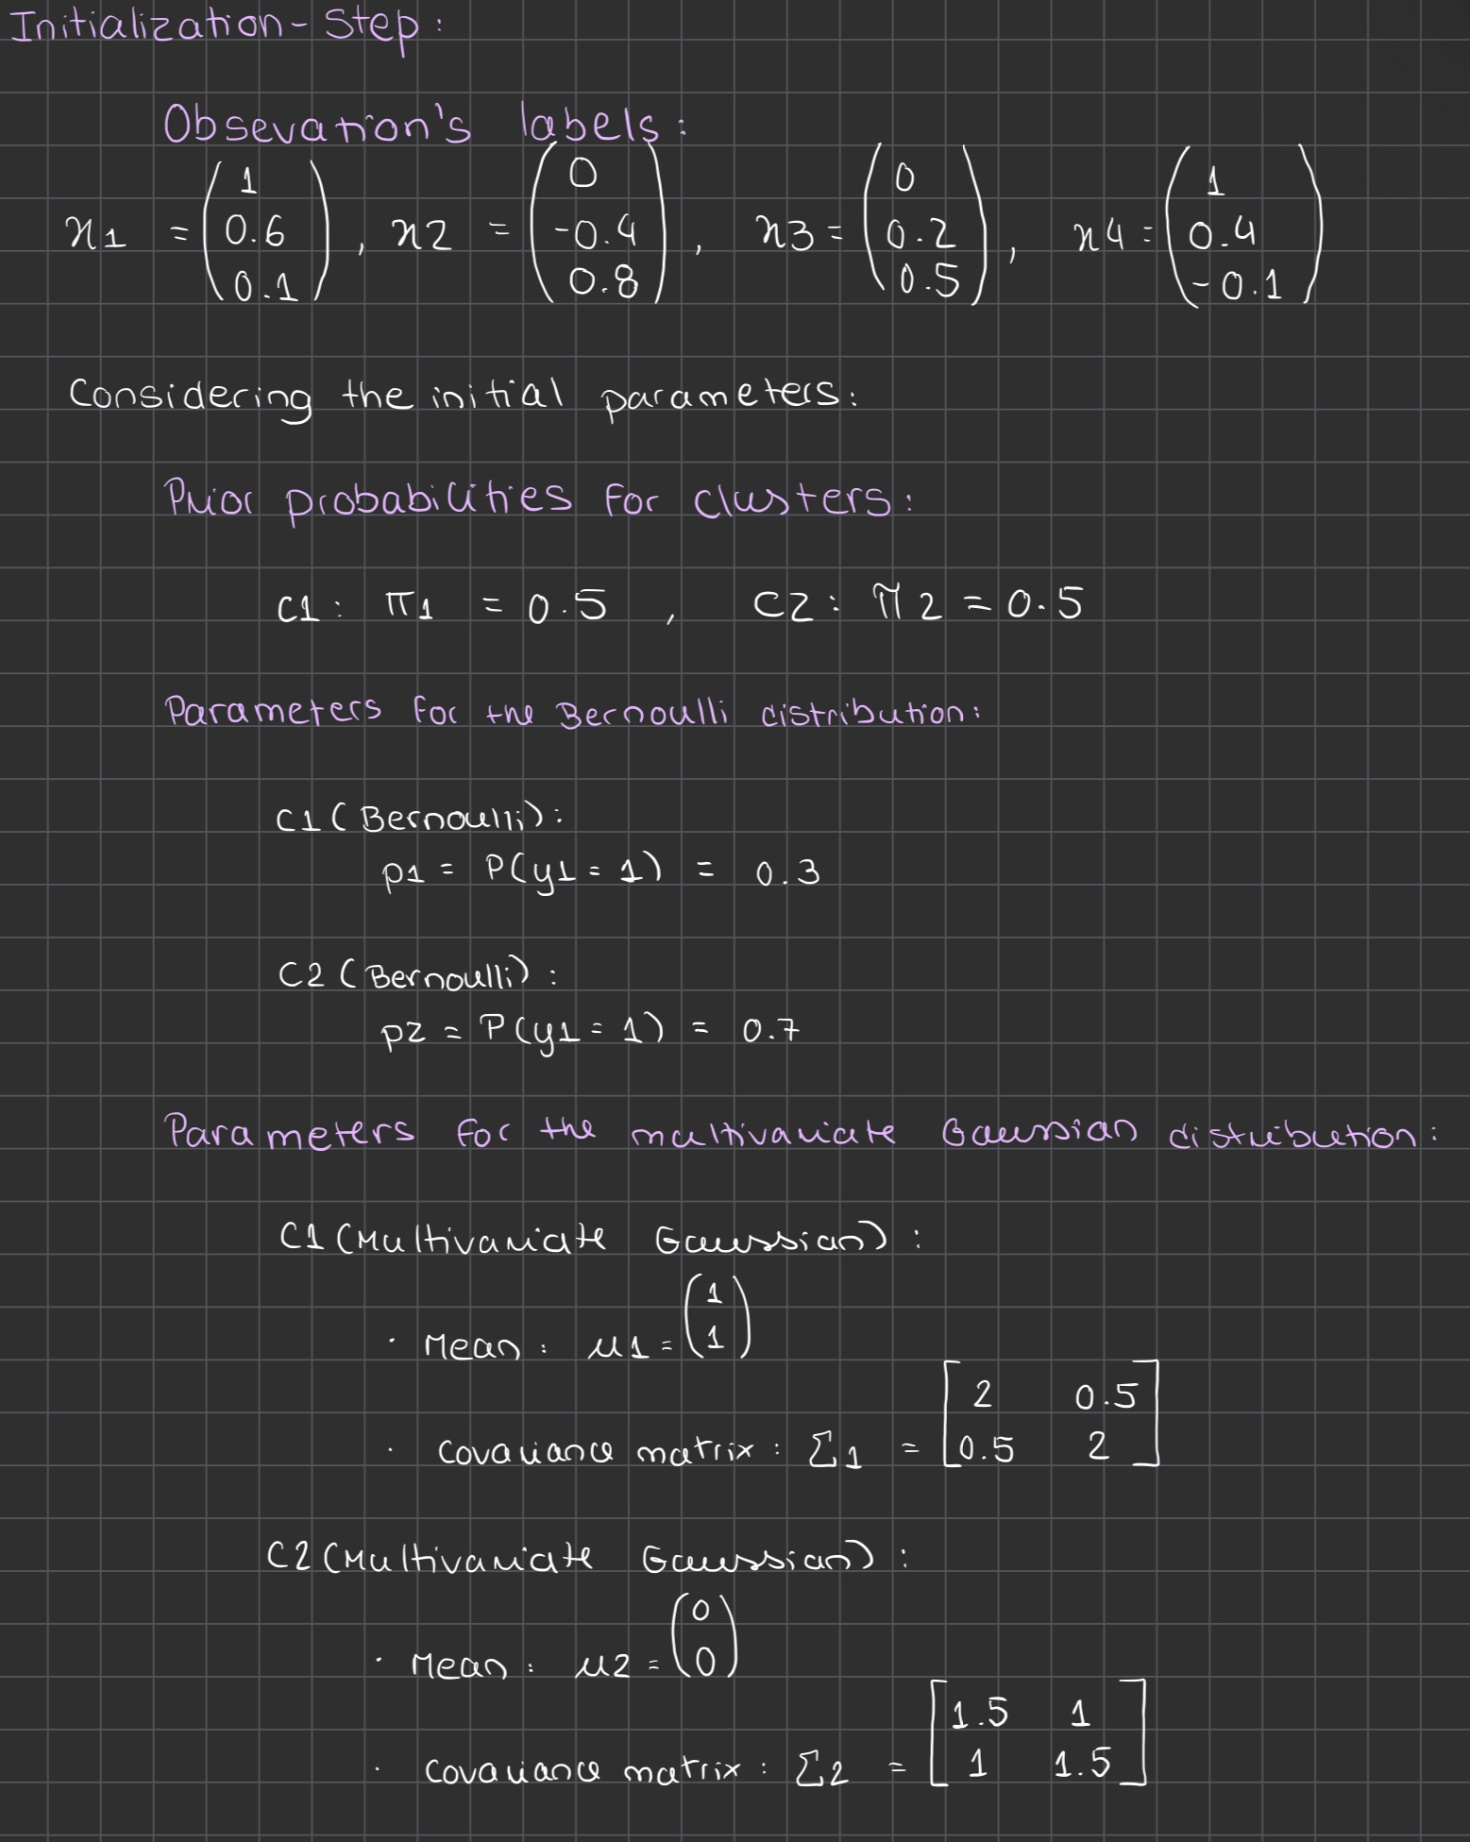 Initialization-Step:
Obsevation's labels:
x1 = (1 0.6 0.1), x2 = (0 -0.4 0.8), x3 = (0 0.2 0.5), x4 = (1 0.4 -0.1)
Considering the initial parameters:
Prior probabilities for clusters:
C1: π1 = 0.5 , C2: π2 = 0.5
Parameters for the Bernoulli distribution:
C1 (Bernoulli):
p1 = P(y1 = 1) = 0.3
C2 (Bernoulli):
p2 = P(y1 = 1) = 0.7
Parameters for the multivariate Gaussian distribution:
C1 (Multivariate Gaussian):
· Mean: μ1 = (1 1)
· covariance matrix: Σ1 = [2 0.5 0.5 2]
C2 (Multivariate Gaussian):
· Mean: μ2 = (0 0)
· covariance matrix: Σ2 = [1.5 1 1 1.5]